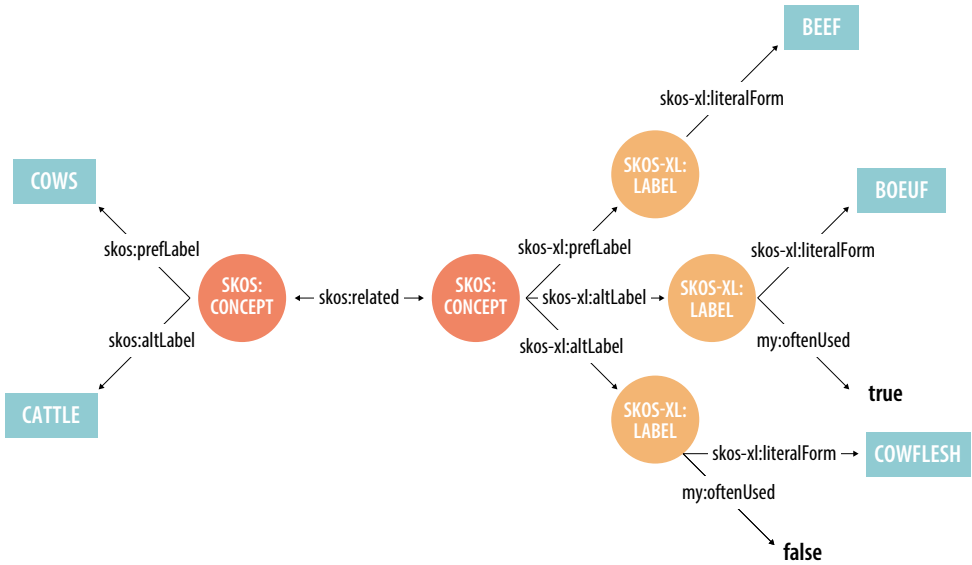 BEEF
skos-xl:literalForm
SKOS-XL:
LABEL
COWS
BOEUF
skos:prefLabel
skos-xl:prefLabel
skos-xl:literalForm
SKOS:
CONCEPT
skos:related
SKOS:
CONCEPT
skos-xl:altLabel
SKOS-XL:
LABEL
skos:altLabel
skos-xl:altLabel
my:oftenUsed
true
CATTLE
SKOS-XL:
LABEL
skos-xl:literalForm
COWFLESH
my:oftenUsed
false